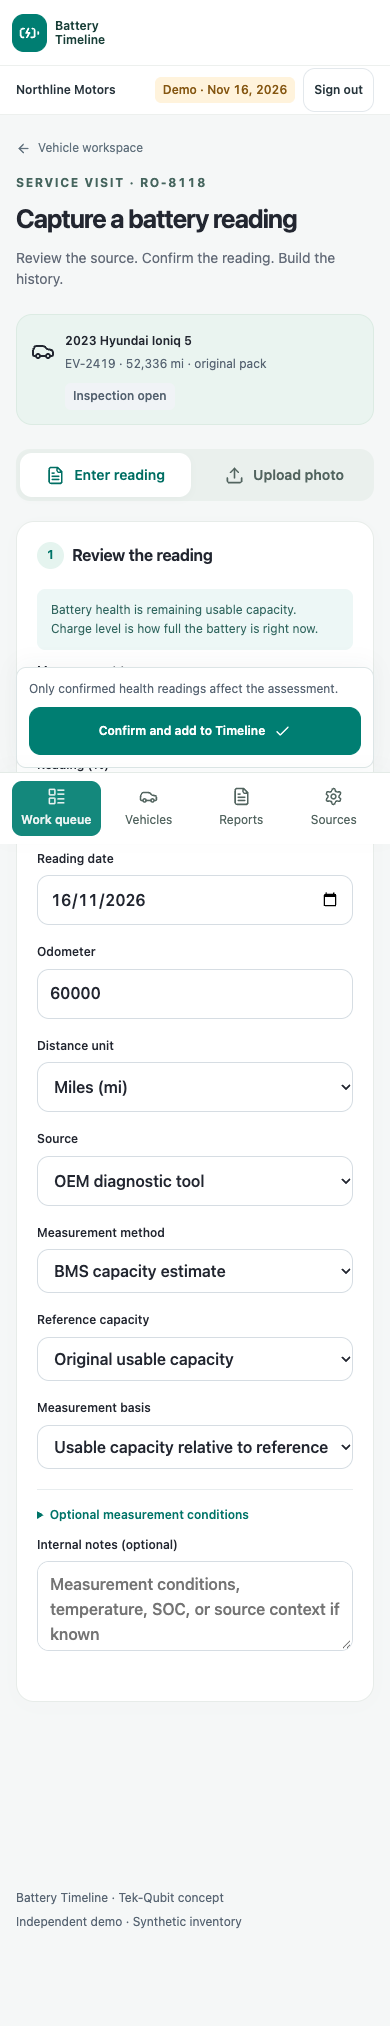 Battery
Timeline
Northline Motors
Demo · Nov 16, 2026
Sign out
Vehicle workspace
SERVICE VISIT · RO-8118
Capture a battery reading
Review the source. Confirm the reading. Build the
history.
2023 Hyundai Ioniq 5
EV-2419 · 52,336 mi · original pack
Inspection open
Enter reading
Upload photo
1
Review the reading
Battery health is remaining usable capacity.
Charge level is how full the battery is right now.
Only confirmed health readings affect the assessment.
Confirm and add to Timeline
Work queue
Vehicles
Reports
Sources
Reading date
16/11/2026
Odometer
60000
Distance unit
Miles (mi)
Source
OEM diagnostic tool
Measurement method
BMS capacity estimate
Reference capacity
Original usable capacity
Measurement basis
Usable capacity relative to reference
Optional measurement conditions
Internal notes (optional)
Measurement conditions,
temperature, SOC, or source context if
known
Battery Timeline · Tek-Qubit concept
Independent demo · Synthetic inventory